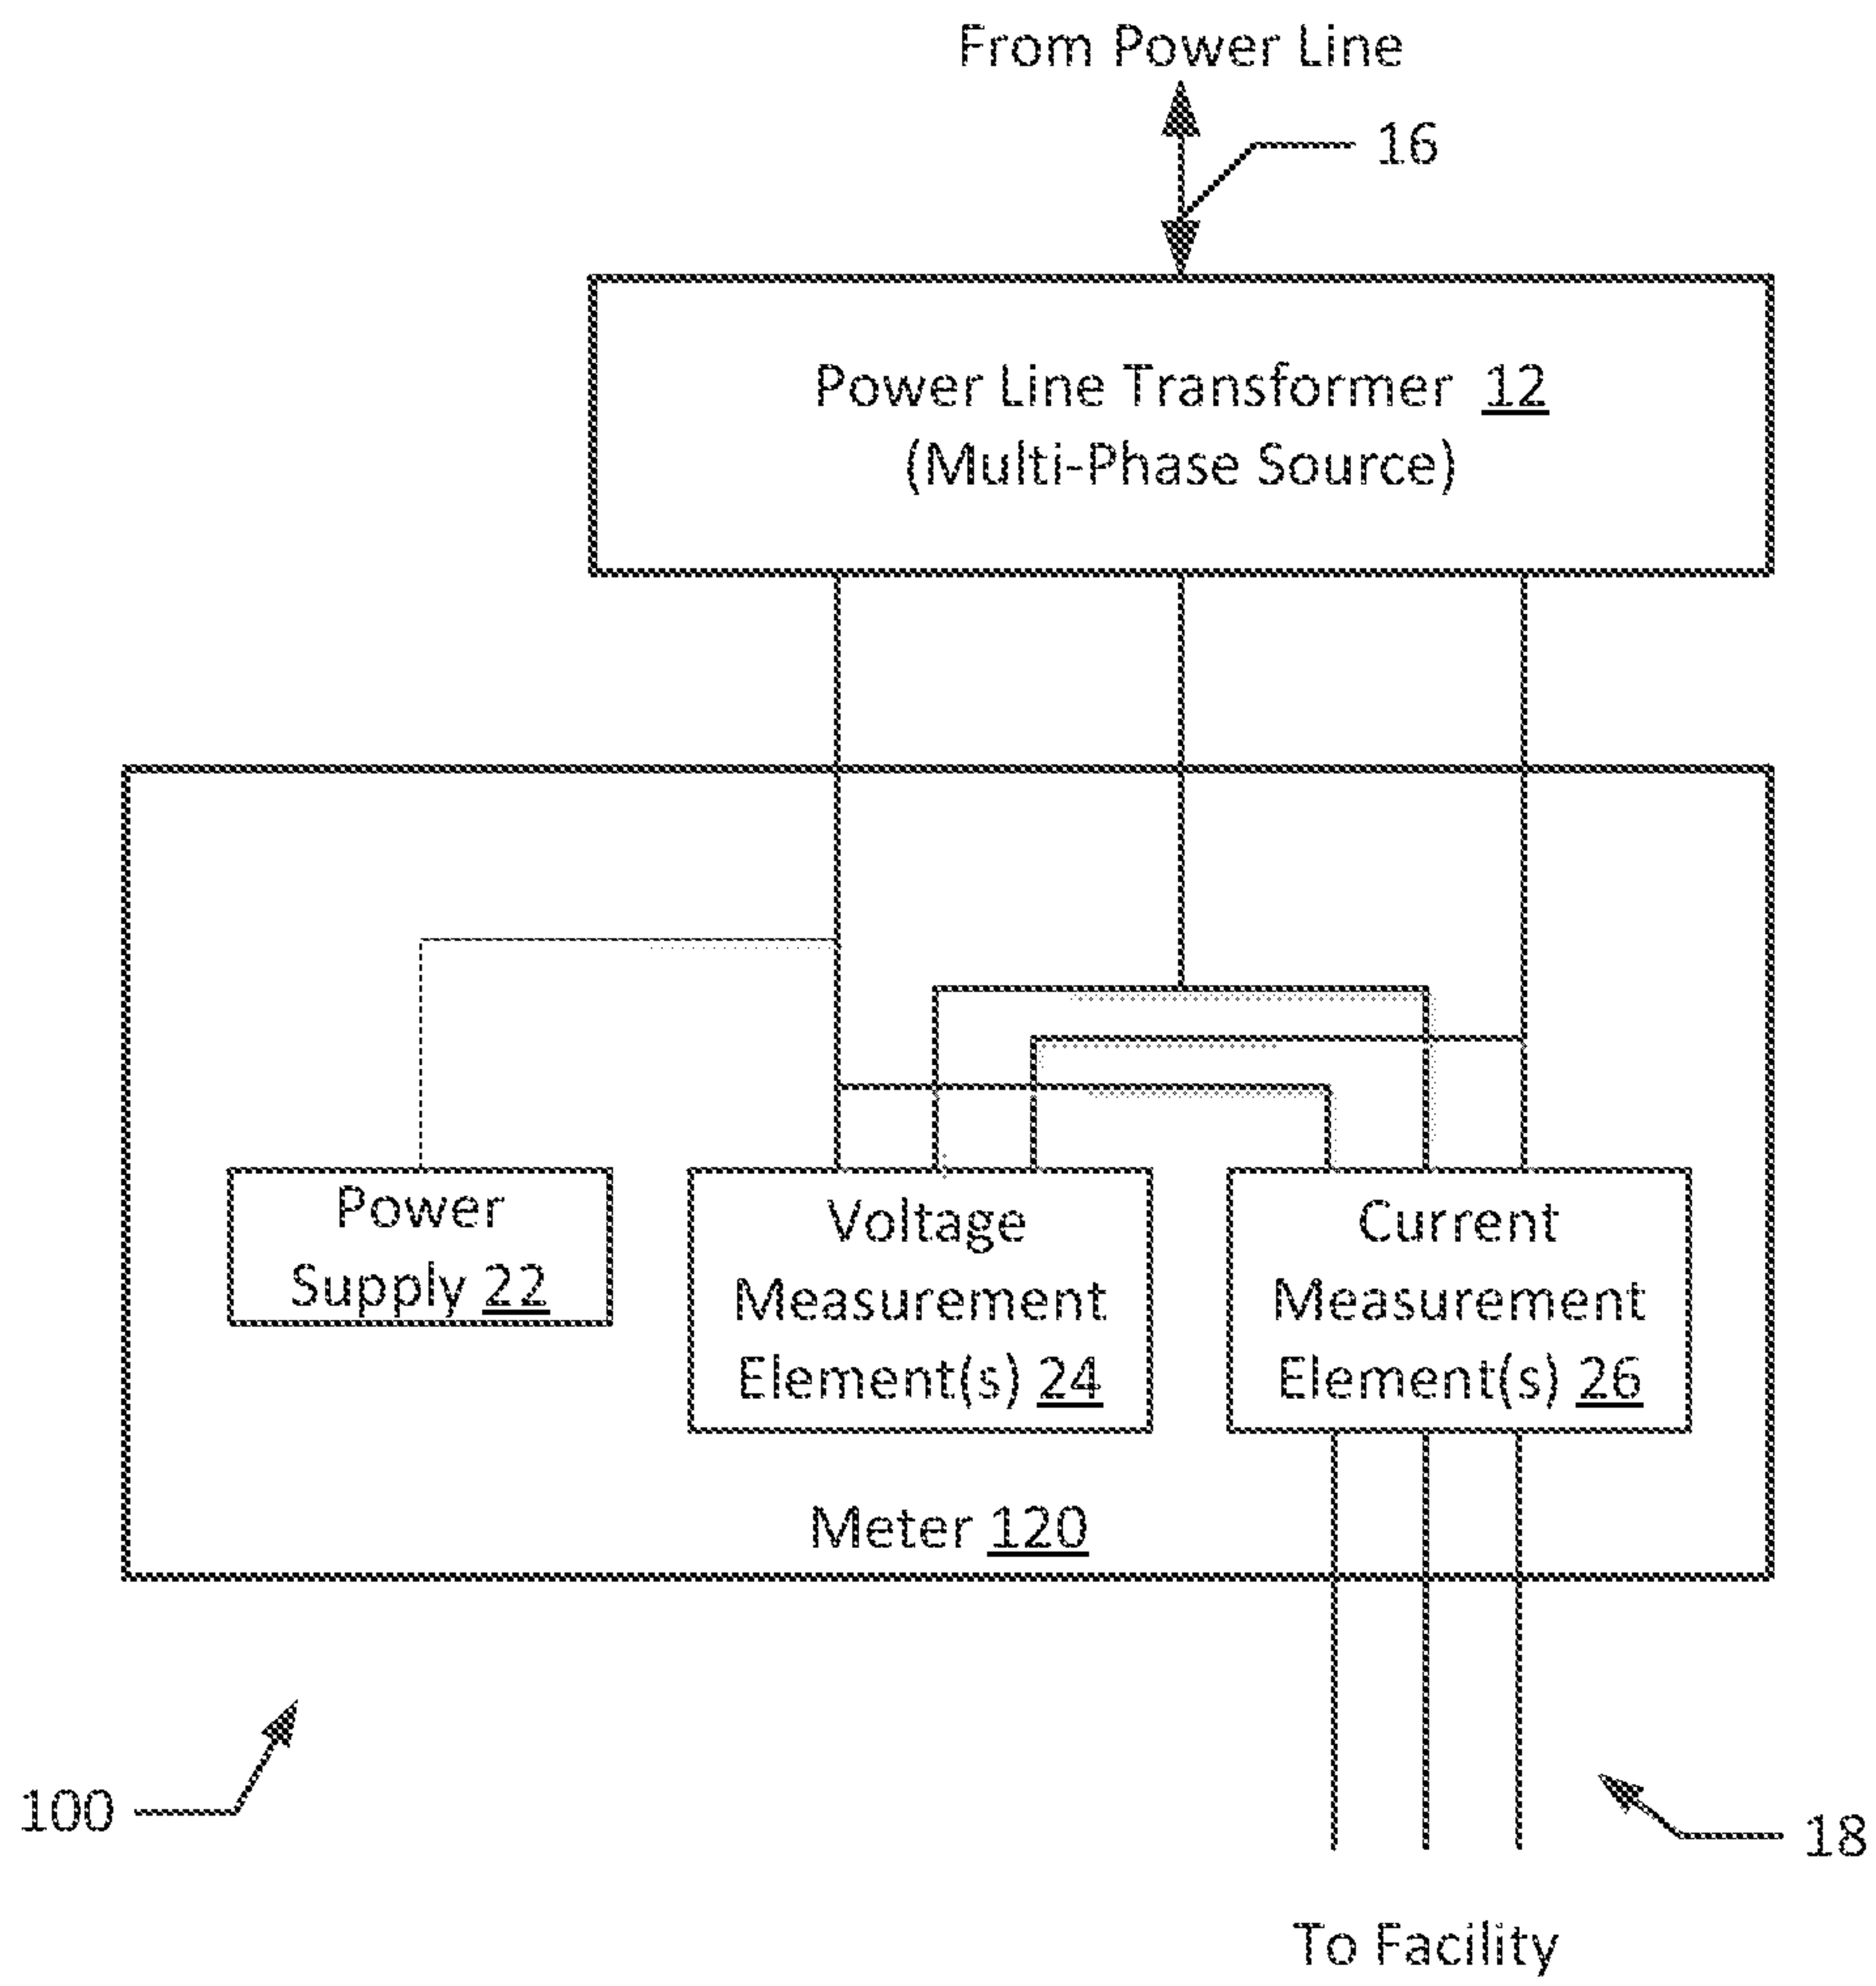 From Power Line
16
Power Line Transformer 12
(Multi-Phase Source)
Power
Supply 22
Voltage
Measurement
Element(s) 24
Current
Measurement
Element(s) 26
Meter 120
100
18
To Facility